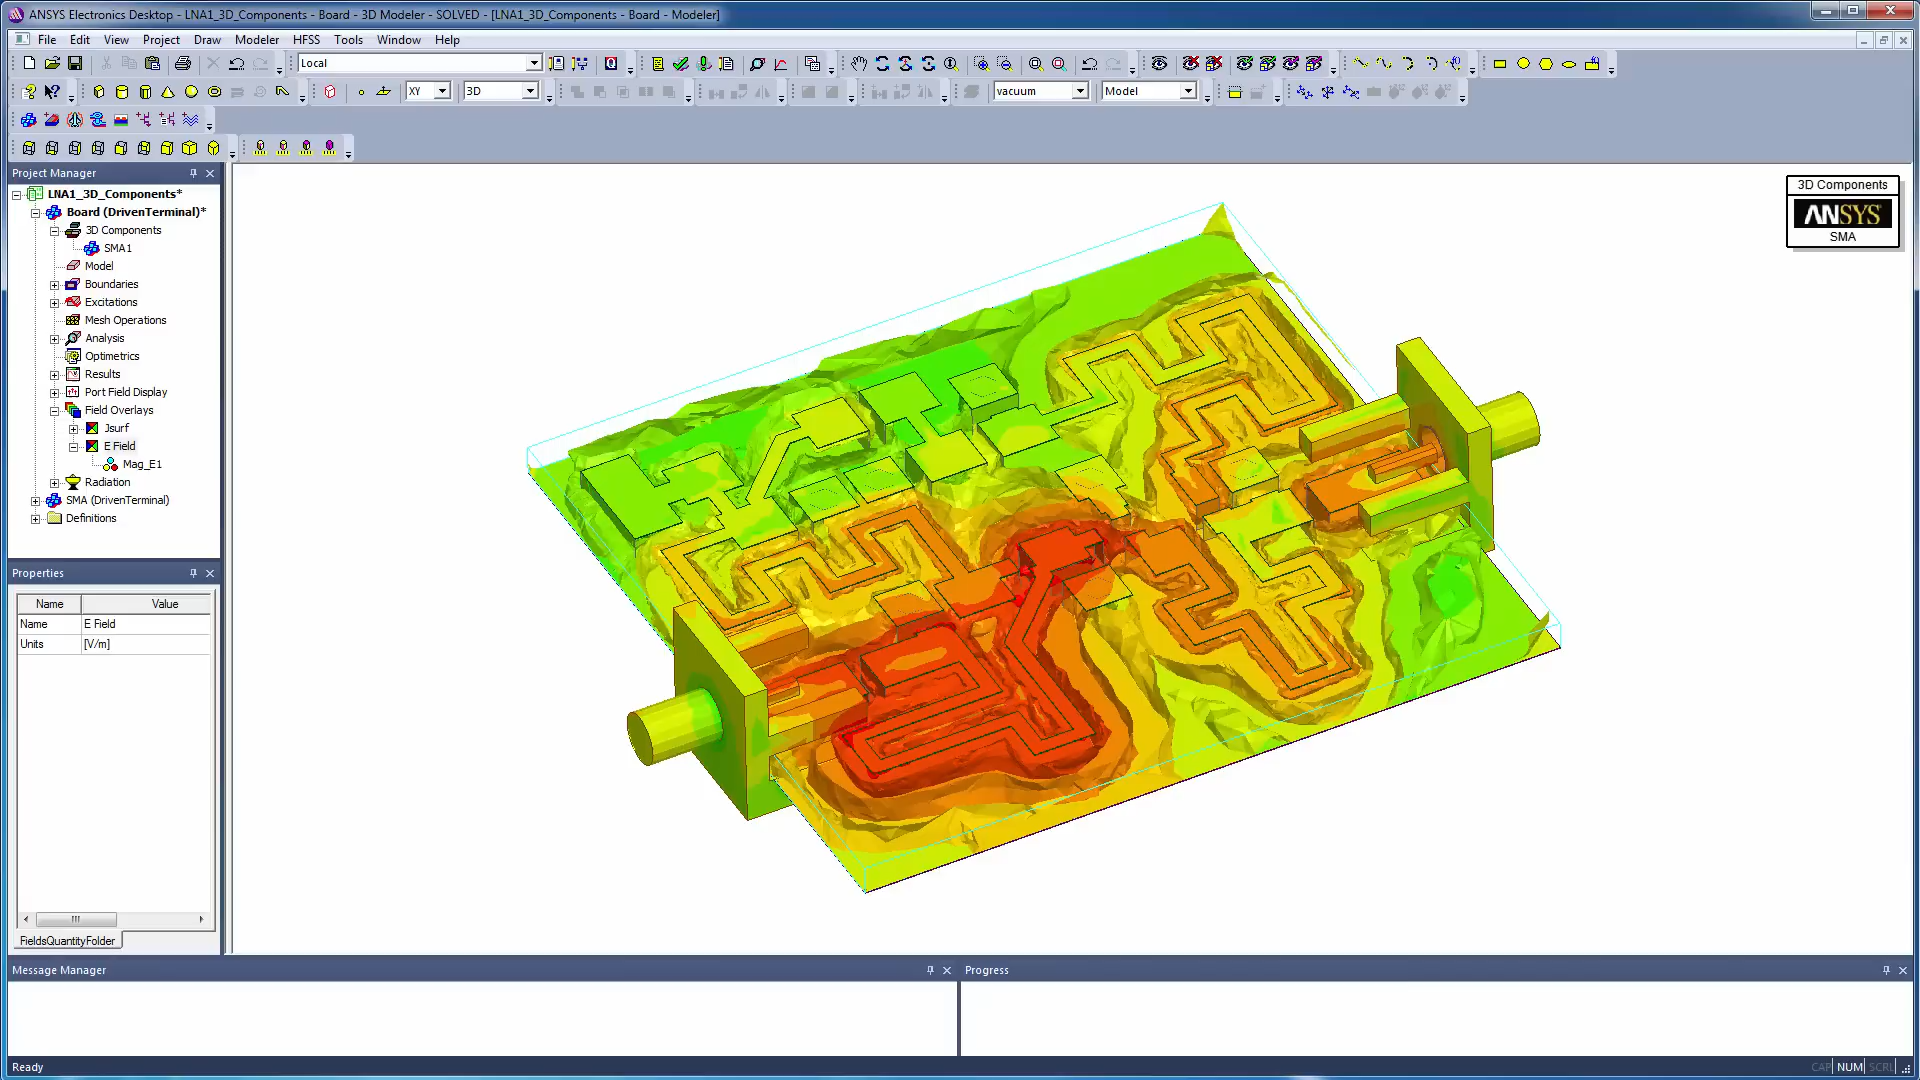 ANSYS Electronics Desktop - LNA1_3D_Components - Board - 3D Modeler - SOLVED - [LNA1_3D_Components - Board - Modeler]
File Edit View Project Draw Modeler HFSS Tools Window Help
Local
XY 3D vacuum Model
Project Manager
LNA1_3D_Components*
Board (DrivenTerminal)*
3D Components
SMA1
Model
Boundaries
Excitations
Mesh Operations
Analysis
Optimetrics
Results
Port Field Display
Field Overlays
Jsurf
E Field
Mag_E1
Radiation
SMA (DrivenTerminal)
Definitions
Properties
Name Value
Name E Field
Units [V/m]
FieldsQuantityFolder
3D Components
ANSYS
SMA
Message Manager
Progress
Ready
CAP NUM SCRL